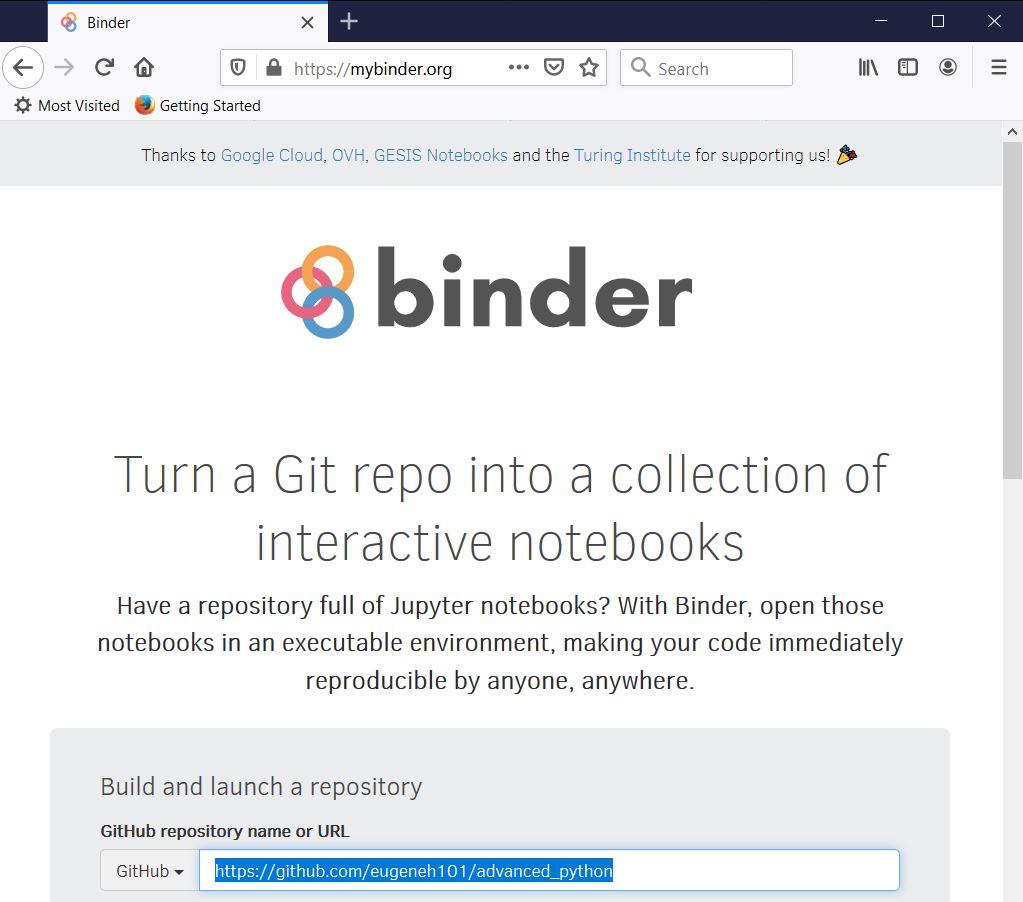 Binder
https://mybinder.org
Search
Most Visited
Getting Started
Thanks to Google Cloud, OVH, GESIS Notebooks and the Turing Institute for supporting us!
binder
Turn a Git repo into a collection of
interactive notebooks
Have a repository full of Jupyter notebooks? With Binder, open those
notebooks in an executable environment, making your code immediately
reproducible by anyone, anywhere.
Build and launch a repository
GitHub repository name or URL
GitHub
https://github.com/eugeneh101/advanced_python